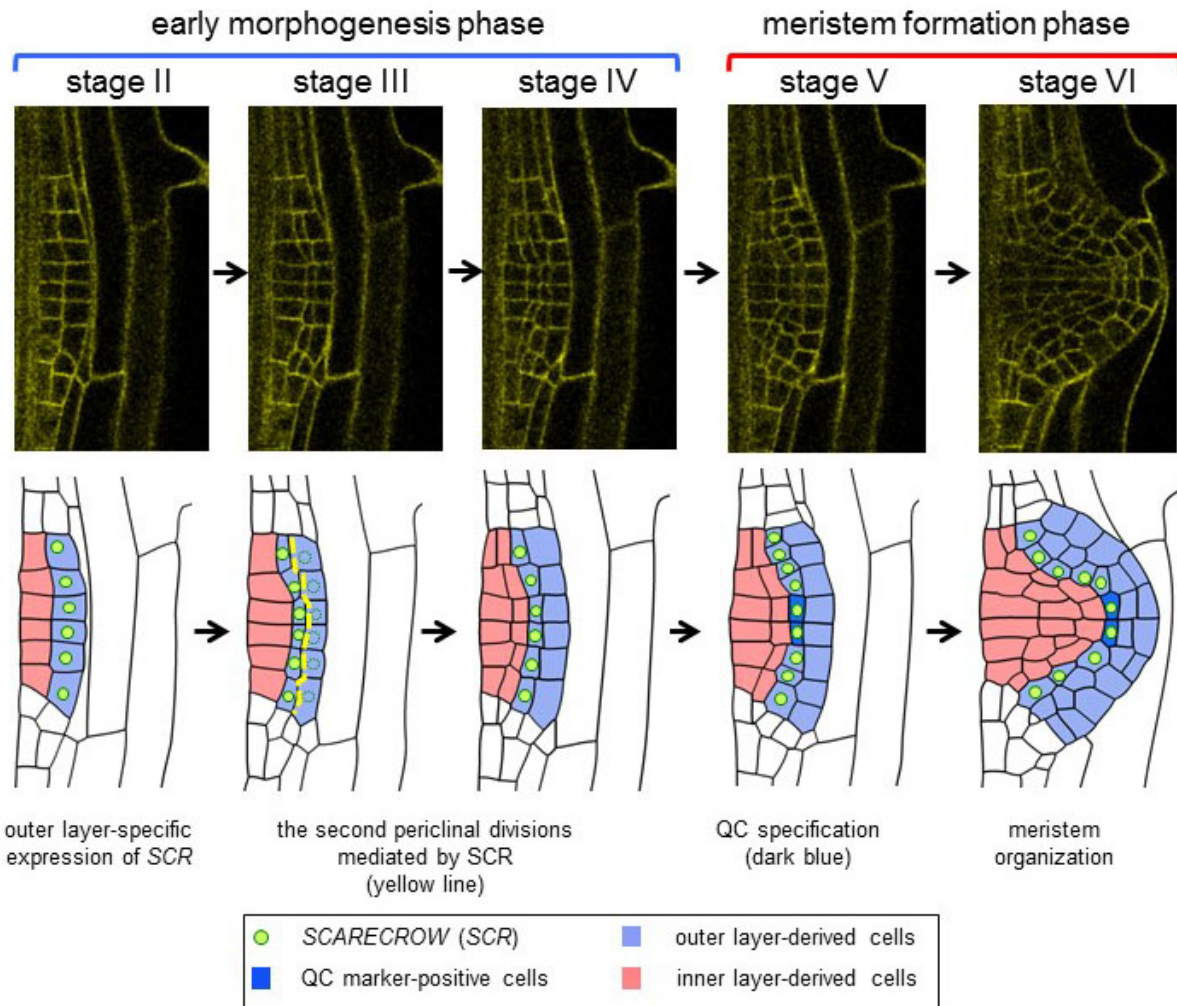 early morphogenesis phase
meristem formation phase
stage II
stage III
stage IV
stage V
stage VI
outer layer-specific
expression of SCR
the second periclinal divisions
mediated by SCR
(yellow line)
QC specification
(dark blue)
meristem
organization
SCARECROW (SCR)
outer layer-derived cells
QC marker-positive cells
inner layer-derived cells